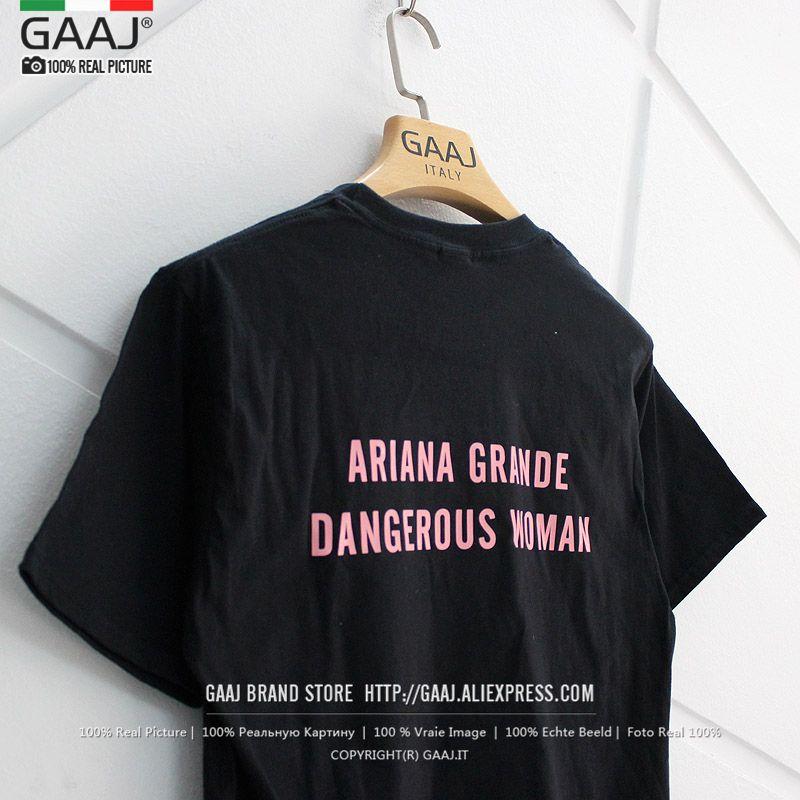 GAAJ®
100% REAL PICTURE
GAAJ
ITALY
ARIANA GRANDE
DANGEROUS WOMAN
GAAJ BRAND STORE HTTP://GAAJ.ALIEXPRESS.COM
100% Real Picture | 100% Реальную Картину | 100 % Vraie Image | 100% Echte Beeld | Foto Real 100%
COPYRIGHT(R) GAAJ.IT